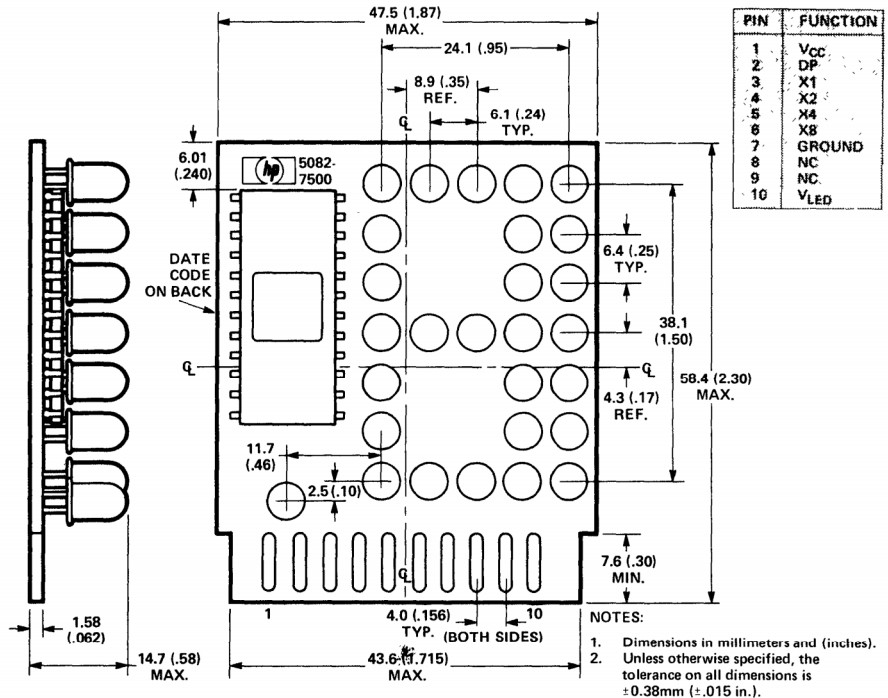 47.5 (1.87)
MAX.
24.1 (.95)
8.9 (.35)
REF.
6.1 (.24)
TYP.
6.01
(.240)
hp 5082-
7500
DATE
CODE
ON BACK
6.4 (.25)
TYP.
38.1
(1.50)
58.4 (2.30)
MAX.
4.3 (.17)
REF.
11.7
(.46)
2.5 (.10)
7.6 (.30)
MIN.
1
4.0 (.156)
TYP.
(BOTH SIDES)
10
1.58
(.062)
14.7 (.58)
MAX.
43.6 (1.715)
MAX.
PIN FUNCTION
1 VCC
2 DP
3 X1
4 X2
5 X4
6 X8
7 GROUND
8 NC
9 NC
10 VLED
NOTES:
1. Dimensions in millimeters and (inches).
2. Unless otherwise specified, the
tolerance on all dimensions is
±0.38mm (±.015 in.).